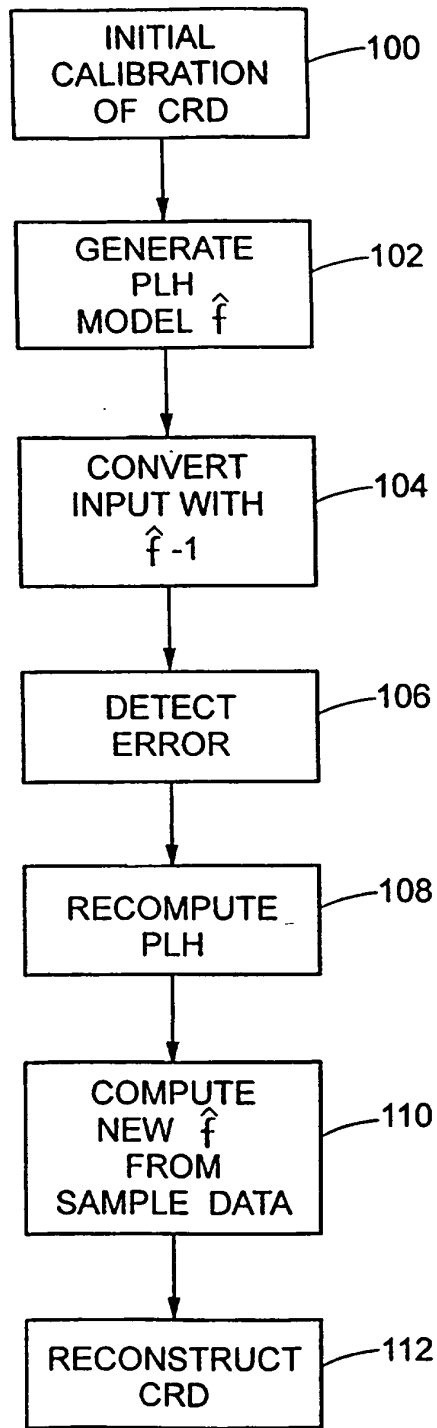 INITIAL
CALIBRATION
OF CRD
100
GENERATE
PLH
MODEL f̂
102
CONVERT
INPUT WITH
f̂ -1
104
DETECT
ERROR
106
RECOMPUTE
PLH
108
COMPUTE
NEW f̂
FROM
SAMPLE DATA
110
RECONSTRUCT
CRD
112